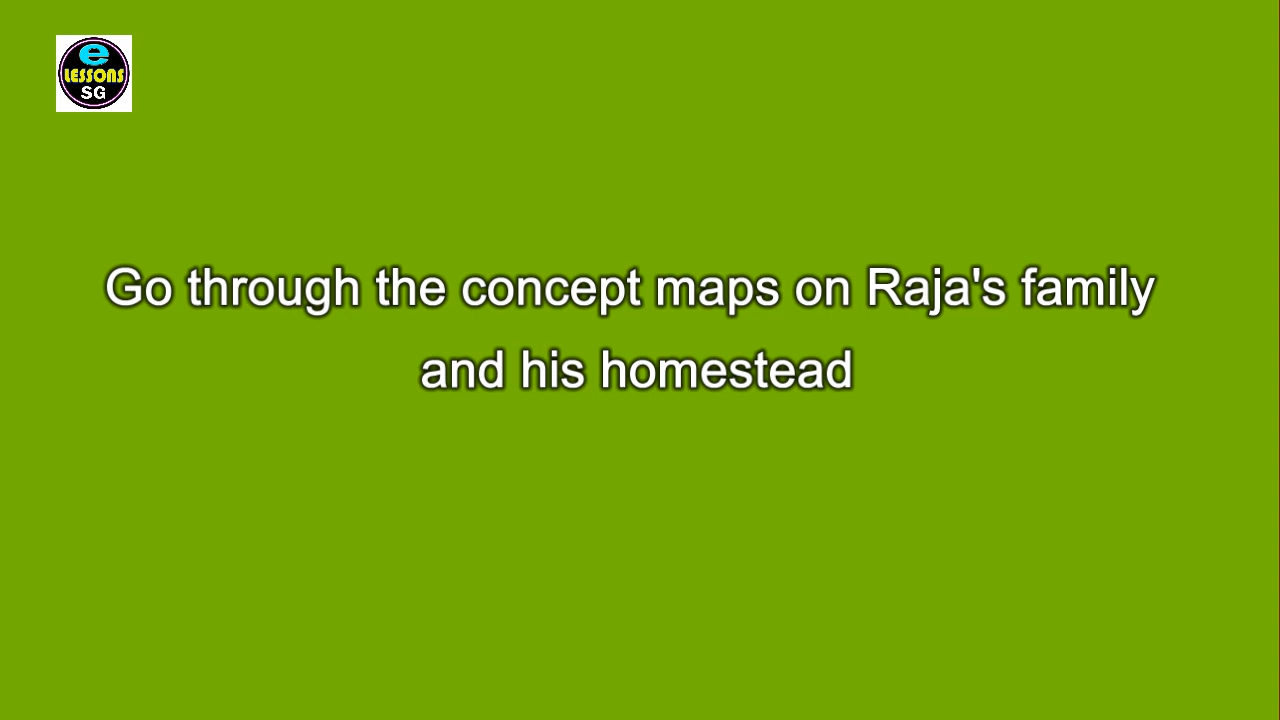 e
LESSONS
SG
Go through the concept maps on Raja's family
and his homestead